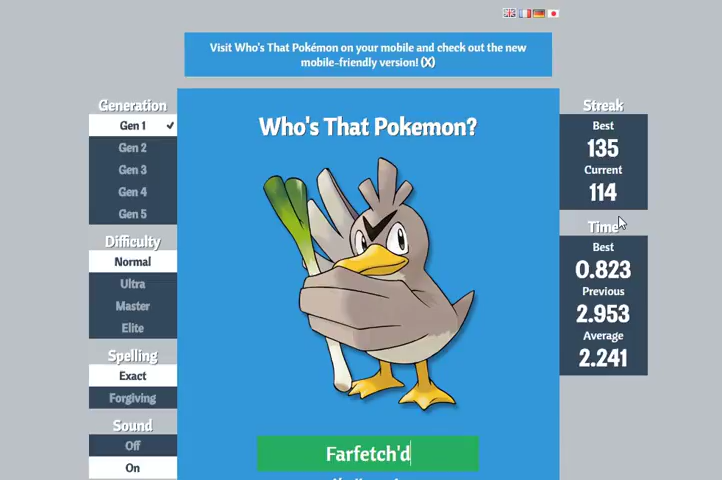 Visit Who's That Pokémon on your mobile and check out the new
mobile-friendly version! (X)
Generation
Gen 1 ✔
Gen 2
Gen 3
Gen 4
Gen 5
Difficulty
Normal
Ultra
Master
Elite
Spelling
Exact
Forgiving
Sound
Off
On
Who's That Pokemon?
Farfetch'd
Streak
Best
135
Current
114
Time
Best
0.823
Previous
2.953
Average
2.241